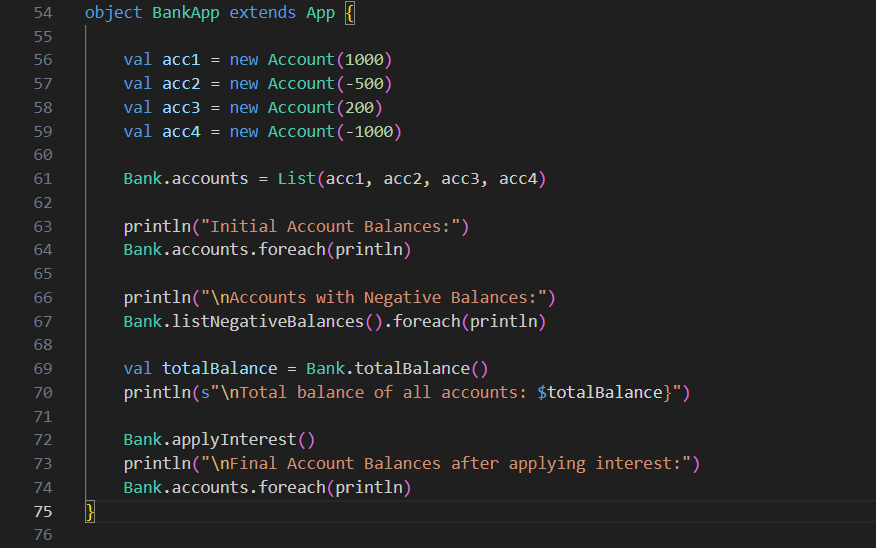 54 object BankApp extends App {
55
56 val acc1 = new Account(1000)
57 val acc2 = new Account(-500)
58 val acc3 = new Account(200)
59 val acc4 = new Account(-1000)
60
61 Bank.accounts = List(acc1, acc2, acc3, acc4)
62
63 println("Initial Account Balances:")
64 Bank.accounts.foreach(println)
65
66 println("\nAccounts with Negative Balances:")
67 Bank.listNegativeBalances().foreach(println)
68
69 val totalBalance = Bank.totalBalance()
70 println(s"\nTotal balance of all accounts: $totalBalance}")
71
72 Bank.applyInterest()
73 println("\nFinal Account Balances after applying interest:")
74 Bank.accounts.foreach(println)
75 }
76